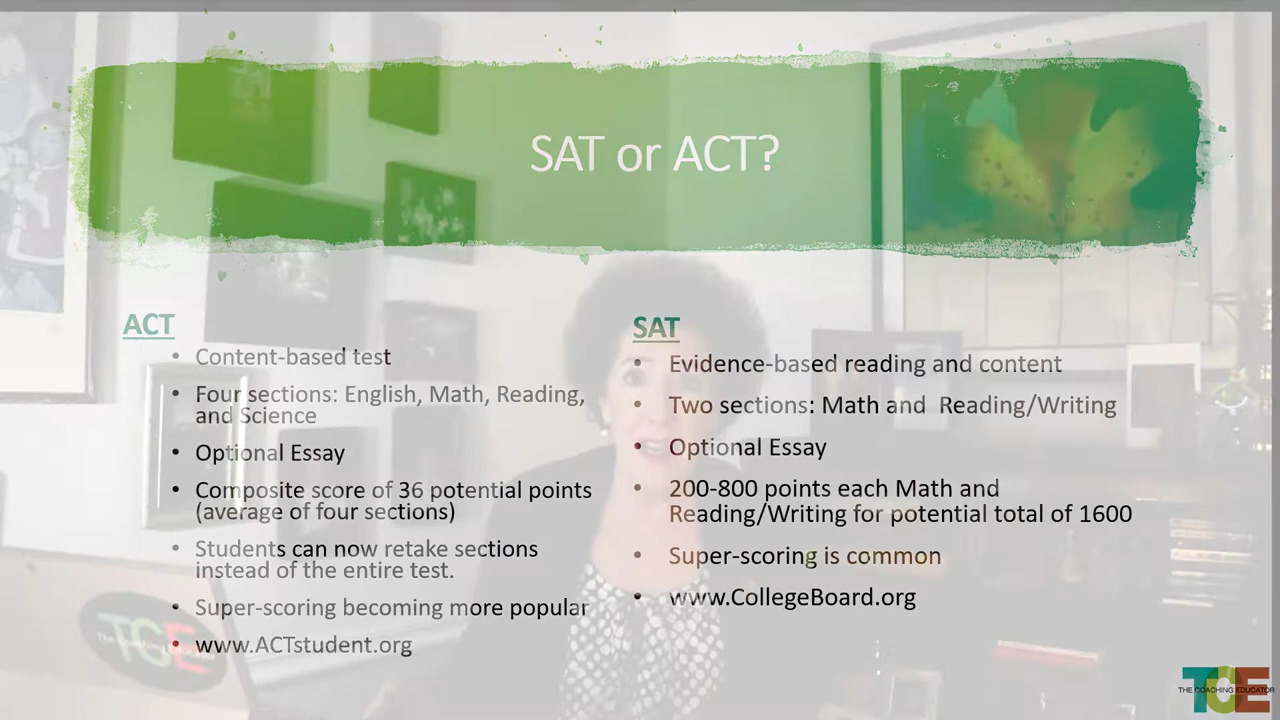 SAT or ACT?
ACT
• Content-based test
• Four sections: English, Math, Reading,
and Science
• Optional Essay
• Composite score of 36 potential points
(average of four sections)
• Students can now retake sections
instead of the entire test.
• Super-scoring becoming more popular
• www.ACTstudent.org
SAT
• Evidence-based reading and content
• Two sections: Math and Reading/Writing
• Optional Essay
• 200-800 points each Math and
Reading/Writing for potential total of 1600
• Super-scoring is common
• www.CollegeBoard.org
TCE
THE COACHING EDUCATOR